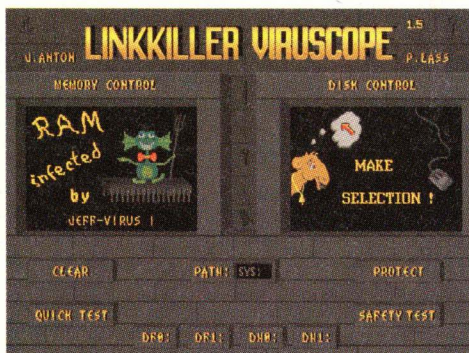 LINKKILLER VIRUSCOPE 1.5
J.ANTON
P.LASS
MEMORY CONTROL
DISK CONTROL
RAM
infected
by
JEFF-VIRUS !
MAKE
SELECTION !
CLEAR
PATH: SYS:
PROTECT
QUICK TEST
SAFETY TEST
DF0: DF1: DH0: DH1: